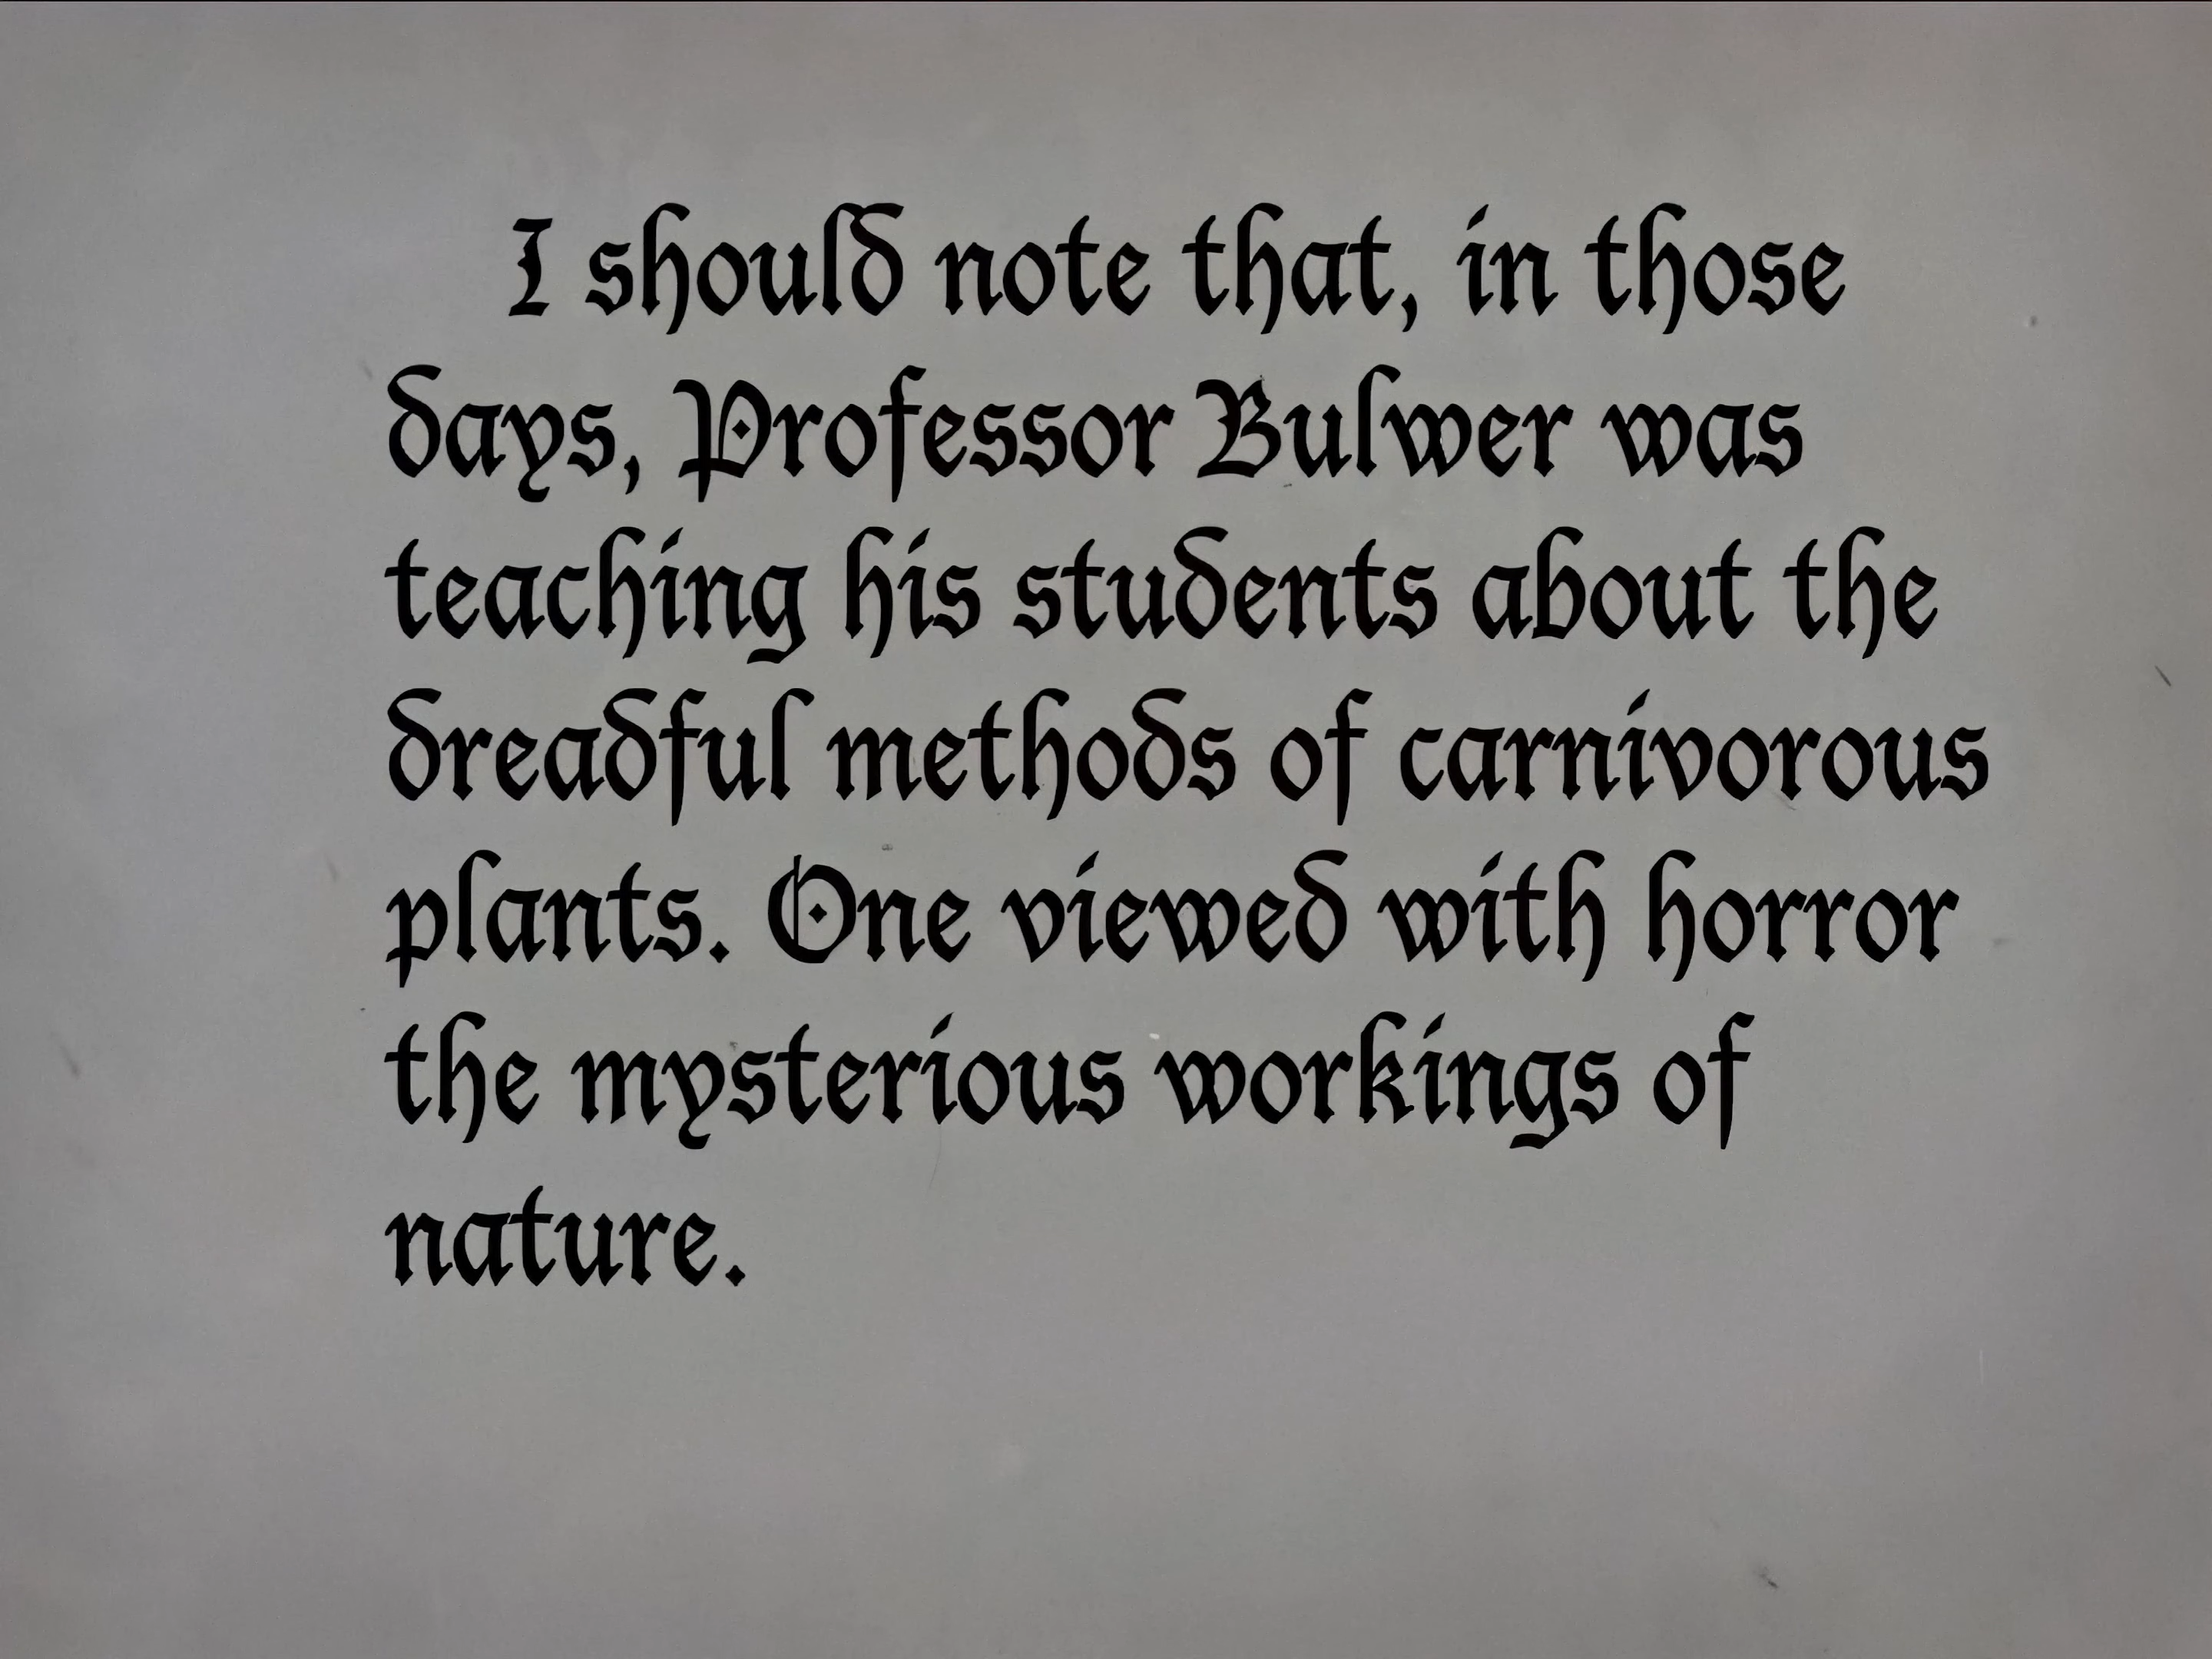 I should note that, in those
days, Professor Bulwer was
teaching his students about the
dreadful methods of carnivorous
plants. One viewed with horror
the mysterious workings of
nature.